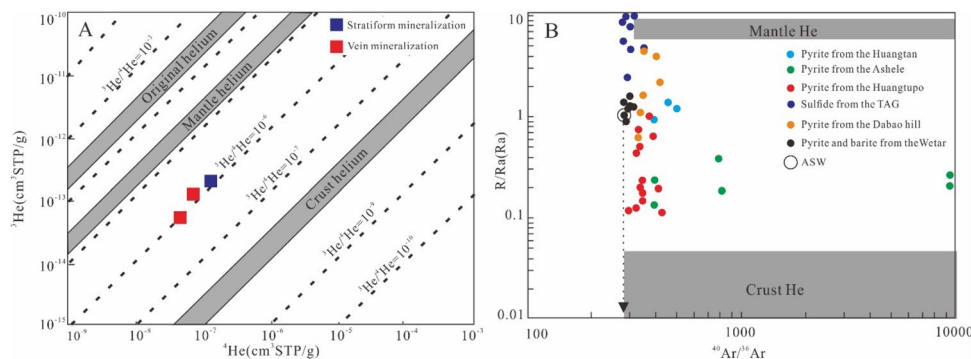 A
Stratiform mineralization
Vein mineralization
³He/⁴He=10⁻³
Original helium
Mantle helium
³He/⁴He=10⁻⁶
³He/⁴He=10⁻⁷
Crust helium
³He/⁴He=10⁻⁹
³He/⁴He=10⁻¹⁰
³He(cm³STP/g)
10⁻¹⁰
10⁻¹¹
10⁻¹²
10⁻¹³
10⁻¹⁴
10⁻¹⁵
10⁻⁹
10⁻⁸
10⁻⁷
10⁻⁶
10⁻⁵
10⁻⁴
10⁻³
⁴He(cm³STP/g)
B
Mantle He
Pyrite from the Huangtan
Pyrite from the Ashele
Pyrite from the Huangtupo
Sulfide from the TAG
Pyrite from the Dabao hill
Pyrite and barite from theWetar
ASW
Crust He
R/Ra(Ra)
10
1
0.1
0.01
100
1000
10000
⁴⁰Ar/³⁶Ar